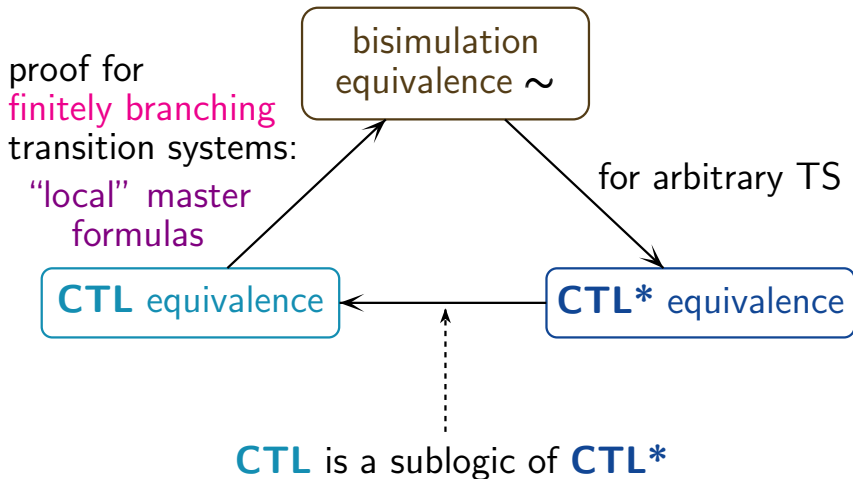 bisimulation
equivalence ∼
proof for
finitely branching
transition systems:
“local” master
formulas
for arbitrary TS
CTL equivalence
CTL* equivalence
CTL is a sublogic of CTL*